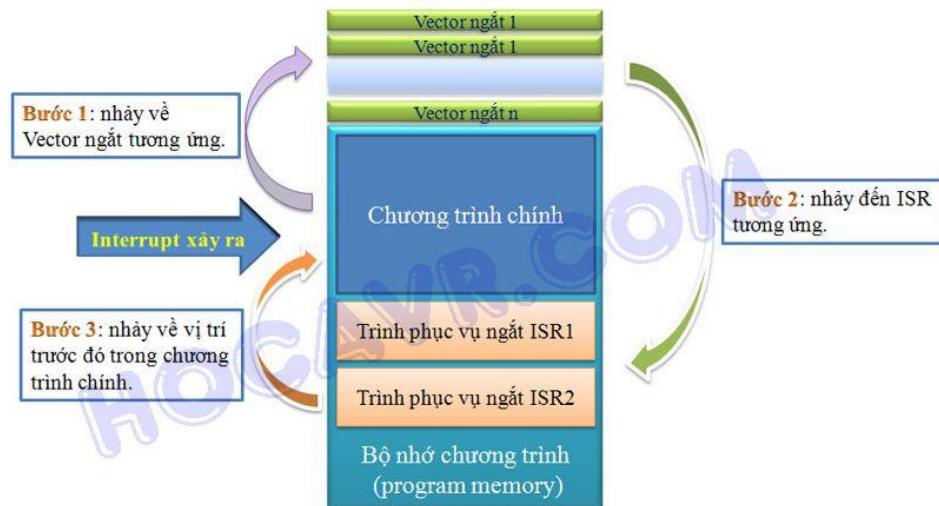 Vector ngắt 1
Vector ngắt 1
Vector ngắt n
Bước 1: nhảy về
Vector ngắt tương ứng.
Chương trình chính
Bước 2: nhảy đến ISR
tương ứng.
Interrupt xảy ra
Bước 3: nhảy về vị trí
trước đó trong chương
trình chính.
Trình phục vụ ngắt ISR1
Trình phục vụ ngắt ISR2
Bộ nhớ chương trình
(program memory)
HOCAVR.COM